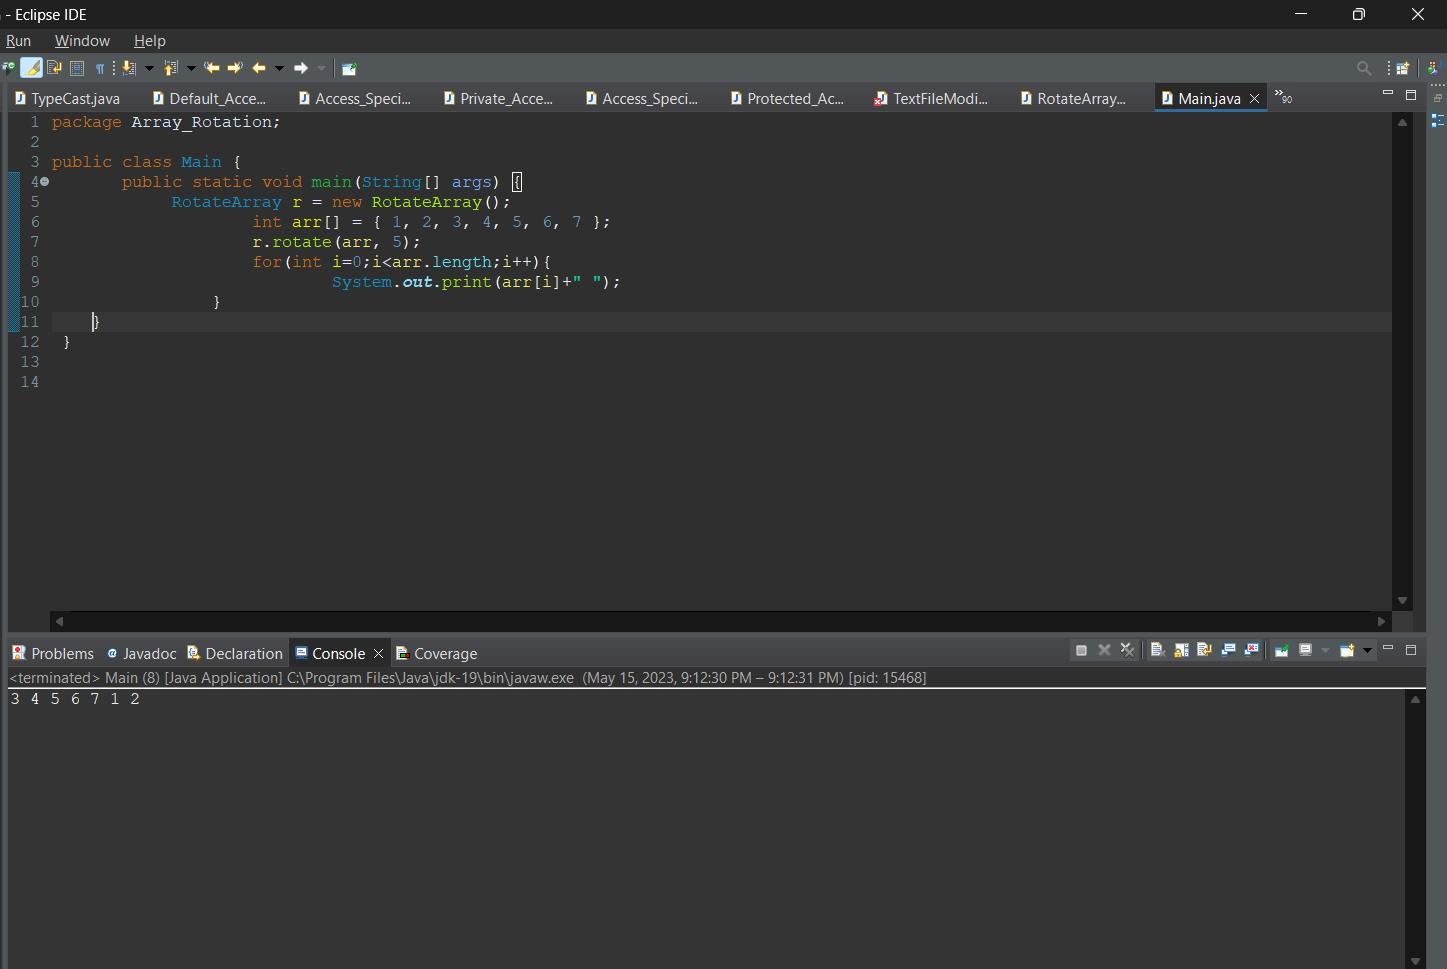 - Eclipse IDE
Run Window Help
TypeCast.java Default_Acce... Access_Speci... Private_Acce... Access_Speci... Protected_Ac... TextFileModi... RotateArray... Main.java »90
1 package Array_Rotation;
2
3 public class Main {
4 public static void main(String[] args) {
5 RotateArray r = new RotateArray();
6 int arr[] = { 1, 2, 3, 4, 5, 6, 7 };
7 r.rotate(arr, 5);
8 for(int i=0;i<arr.length;i++){
9 System.out.print(arr[i]+" ");
10 }
11 }
12 }
13
14
Problems @ Javadoc Declaration Console Coverage
<terminated> Main (8) [Java Application] C:\Program Files\Java\jdk-19\bin\javaw.exe (May 15, 2023, 9:12:30 PM – 9:12:31 PM) [pid: 15468]
3 4 5 6 7 1 2